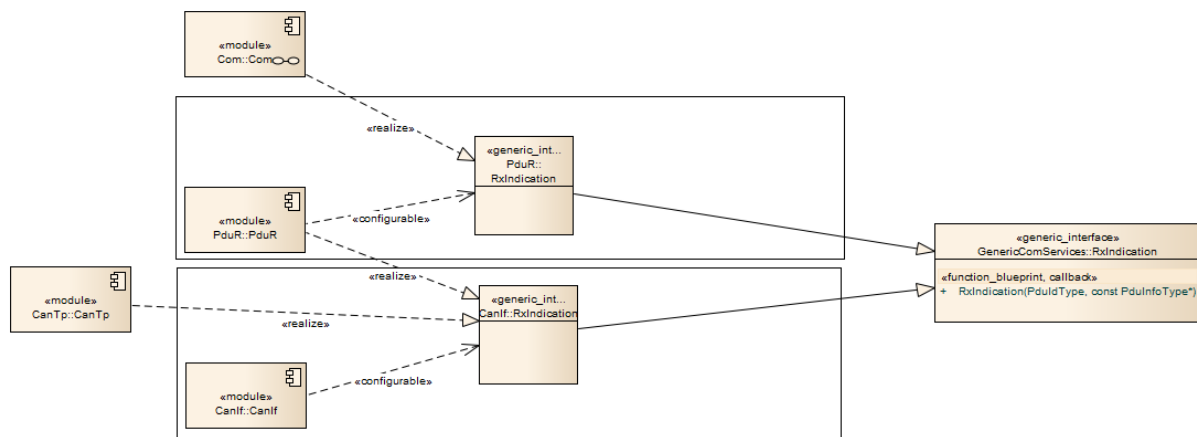 «module»
Com::Com
«realize»
«generic_int...
PduR::
RxIndication
«module»
PduR::PduR
«configurable»
«generic_interface»
GenericComServices::RxIndication
«function_blueprint, callback»
+ RxIndication(PduIdType, const PduInfoType*)
«realize»
«module»
CanTp::CanTp
«generic_int...
CanIf::RxIndication
«realize»
«module»
CanIf::CanIf
«configurable»